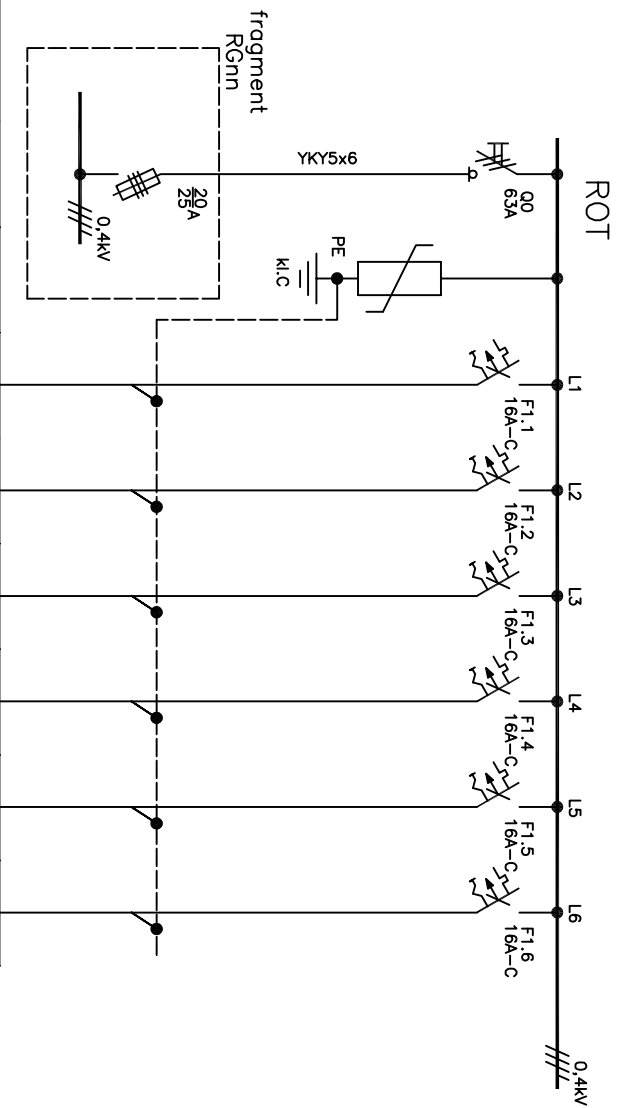 ROT
0,4kV
Q0
63A
YKY5x6
fragment
RGnn
20
25 A
0,4kV
PE
kl.C
L1
F1.1
16A-C
L2
F1.2
16A-C
L3
F1.3
16A-C
L4
F1.4
16A-C
L5
F1.5
16A-C
L6
F1.6
16A-C